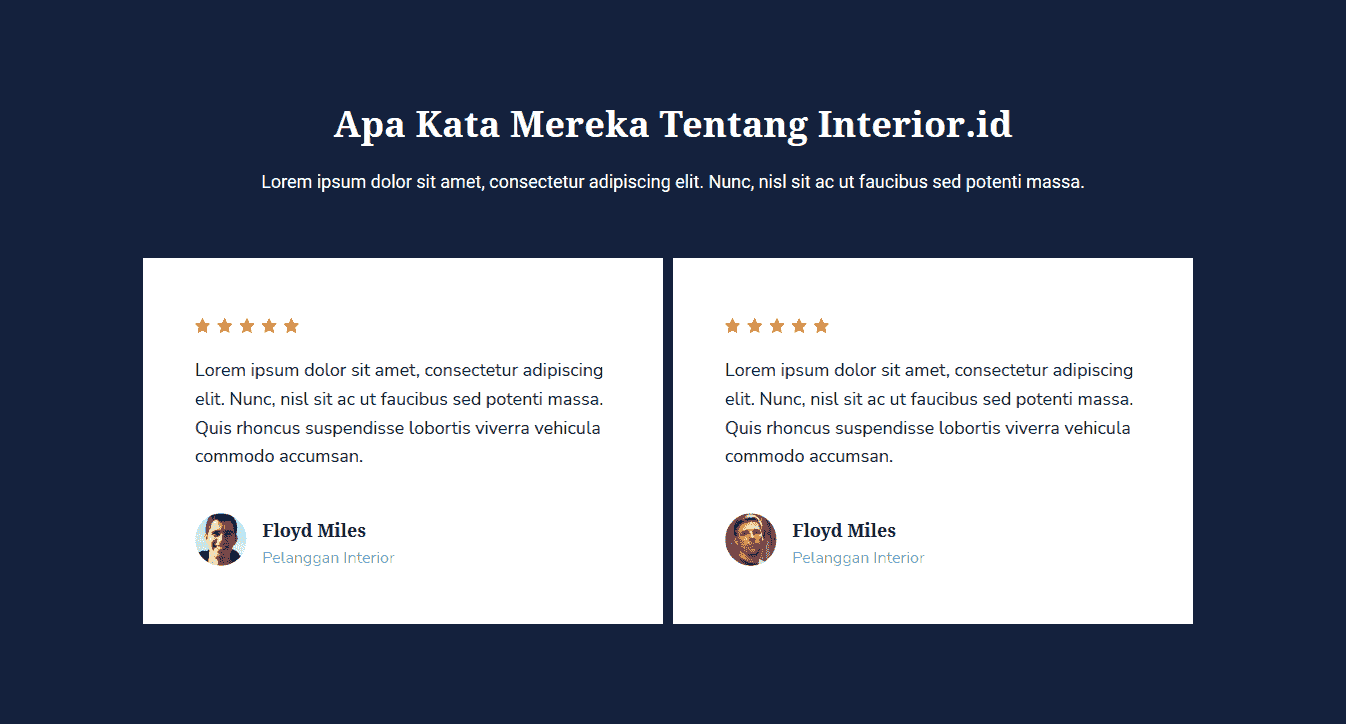 Apa Kata Mereka Tentang Interior.id
Lorem ipsum dolor sit amet, consectetur adipiscing elit. Nunc, nisl sit ac ut faucibus sed potenti massa.
Lorem ipsum dolor sit amet, consectetur adipiscing
elit. Nunc, nisl sit ac ut faucibus sed potenti massa.
Quis rhoncus suspendisse lobortis viverra vehicula
commodo accumsan.
Floyd Miles
Pelanggan Interior
Lorem ipsum dolor sit amet, consectetur adipiscing
elit. Nunc, nisl sit ac ut faucibus sed potenti massa.
Quis rhoncus suspendisse lobortis viverra vehicula
commodo accumsan.
Floyd Miles
Pelanggan Interior